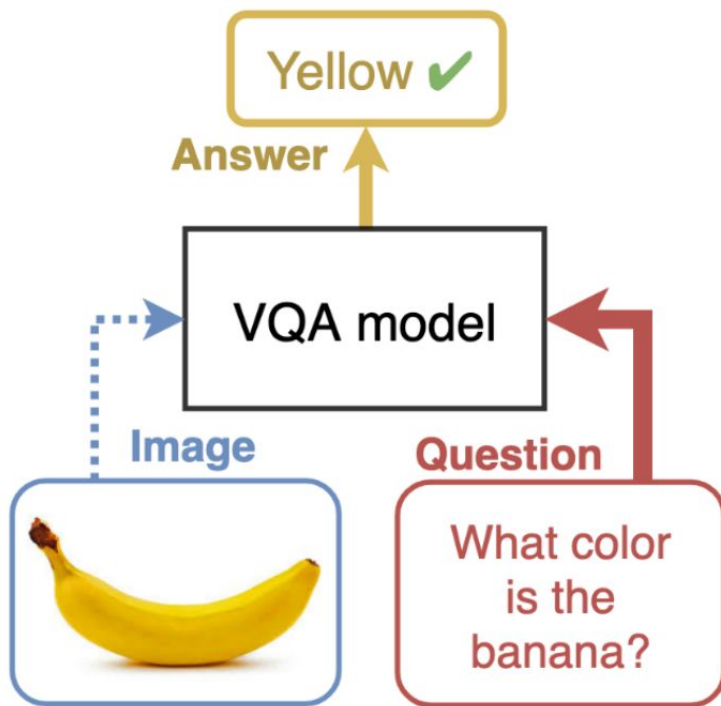 Yellow ✔
Answer
VQA model
Image
Question
What color
is the
banana?